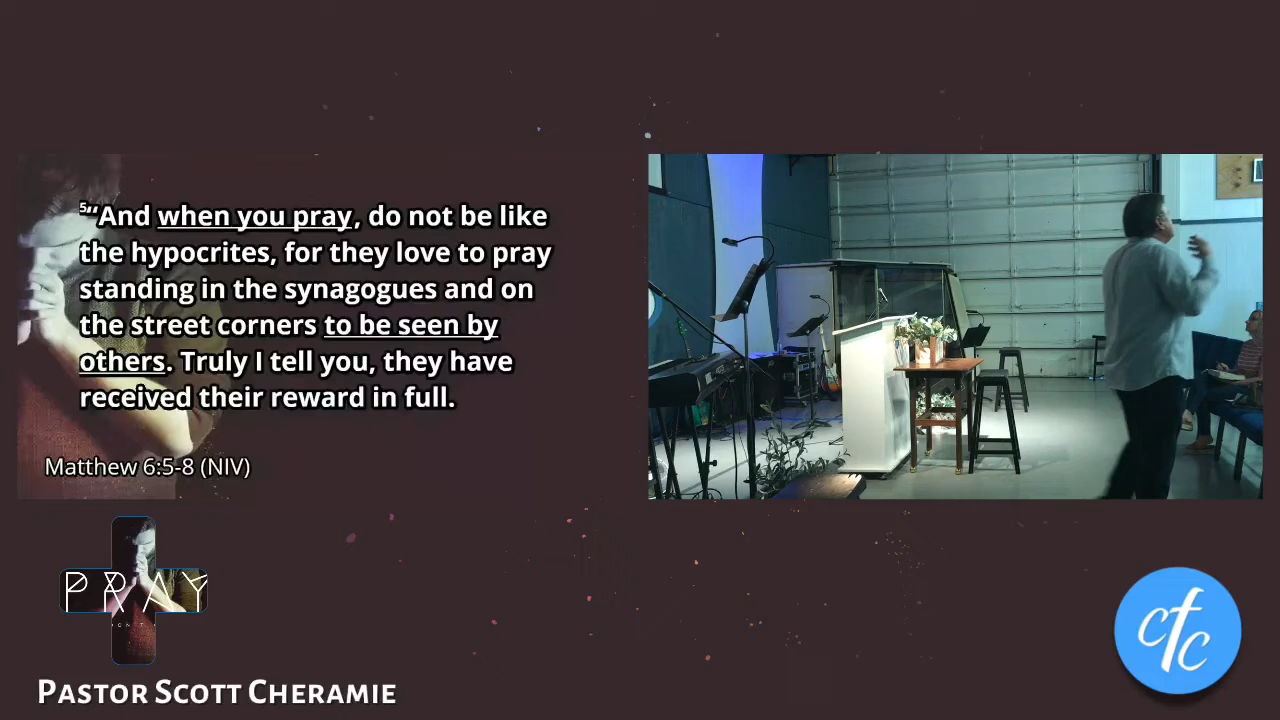 ⁵“And when you pray, do not be like
the hypocrites, for they love to pray
standing in the synagogues and on
the street corners to be seen by
others. Truly I tell you, they have
received their reward in full.
Matthew 6:5-8 (NIV)
PRAY
PASTOR SCOTT CHERAMIE
cfc